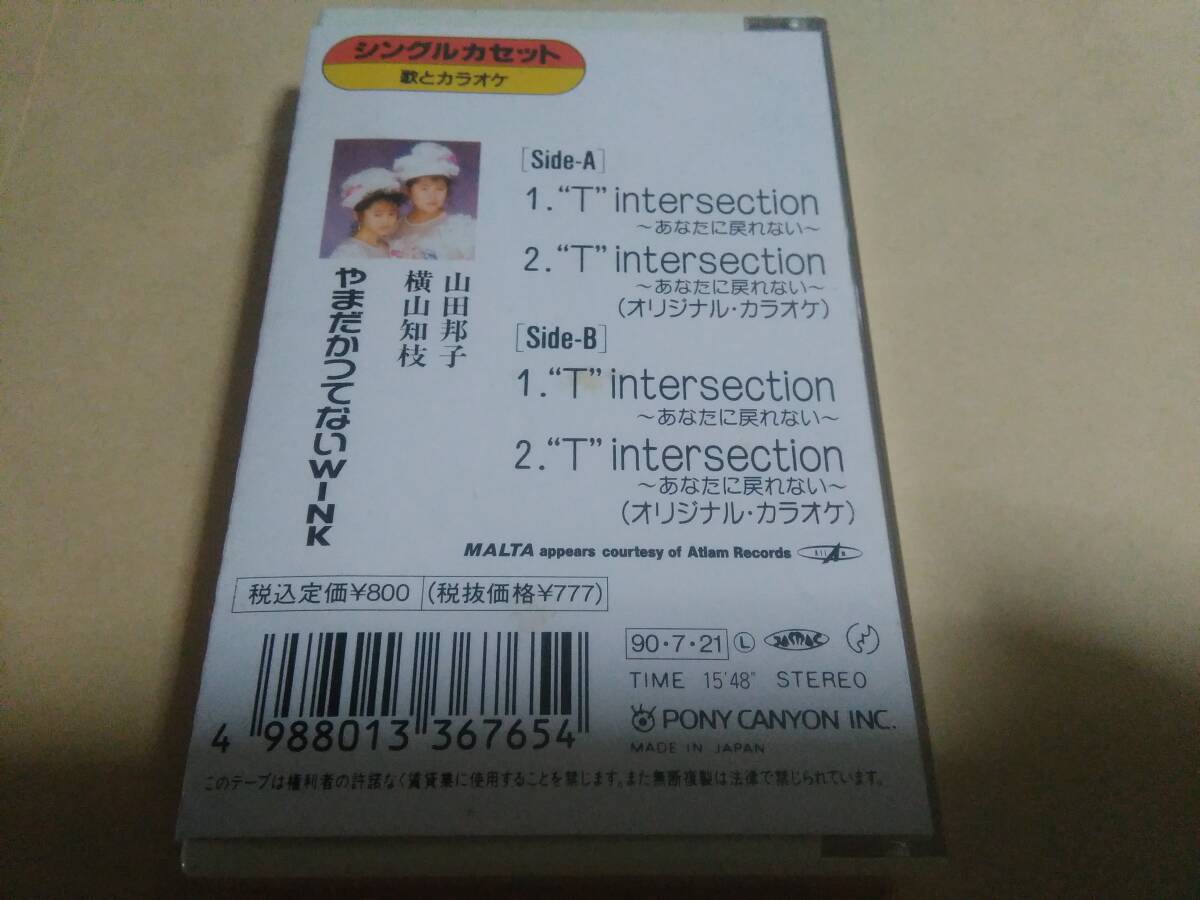 シングルカセット
歌とカラオケ
山田邦子
横山知枝
やまだかつてないWINK
[Side-A]
1. “T” intersection
～あなたに戻れない～
2. “T” intersection
～あなたに戻れない～
(オリジナル・カラオケ)
[Side-B]
1. “T” intersection
～あなたに戻れない～
2. “T” intersection
～あなたに戻れない～
(オリジナル・カラオケ)
MALTA appears courtesy of Atlam Records
税込定価¥800 (税抜価格¥777)
90・7・21 Ⓛ
TIME 15'48" STEREO
PONY CANYON INC.
MADE IN JAPAN
4 988013 367654
このテープは権利者の許諾なく賃貸業に使用することを禁じます。また無断複製は法律で禁じられています。